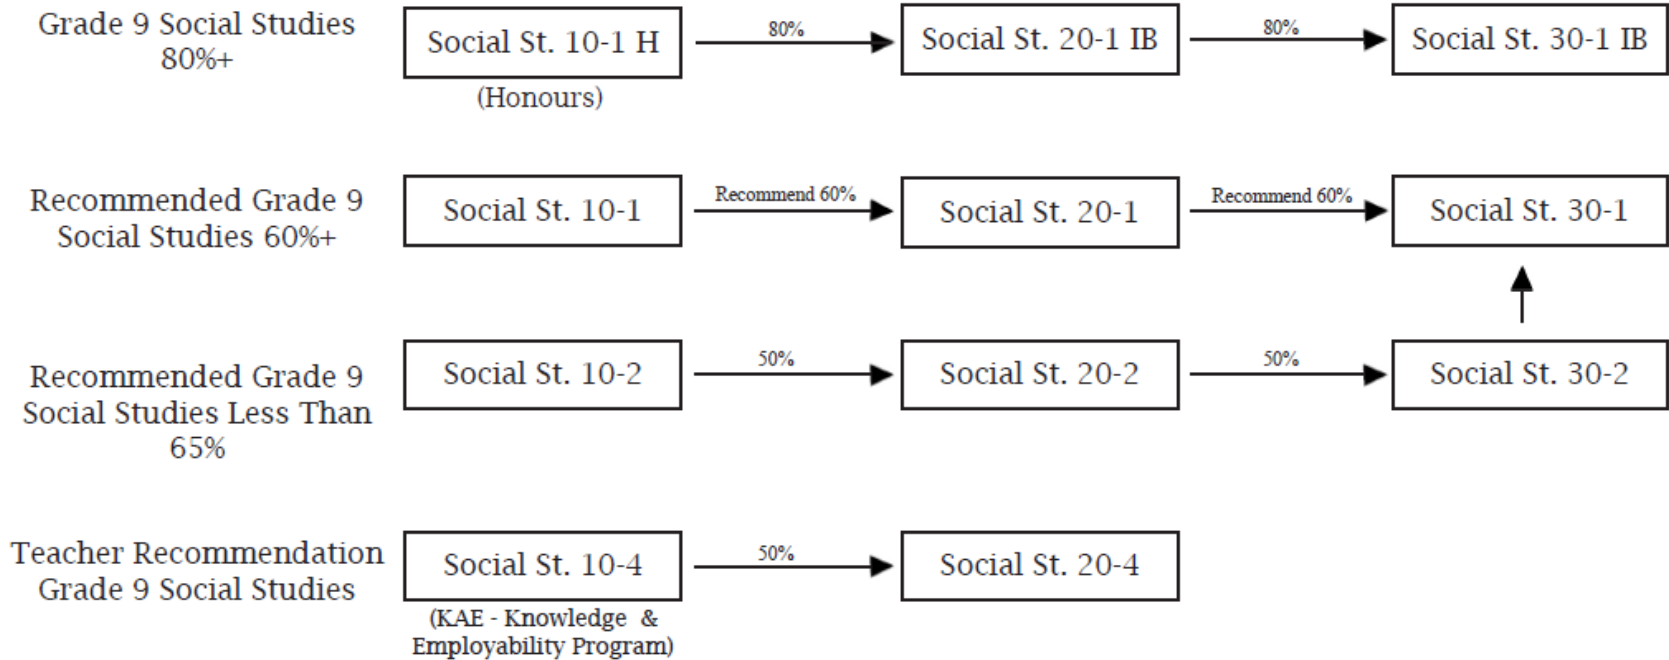 Grade 9 Social Studies
80%+
Social St. 10-1 H
(Honours)
80%
Social St. 20-1 IB
80%
Social St. 30-1 IB
Recommended Grade 9
Social Studies 60%+
Social St. 10-1
Recommend 60%
Social St. 20-1
Recommend 60%
Social St. 30-1
Recommended Grade 9
Social Studies Less Than
65%
Social St. 10-2
50%
Social St. 20-2
50%
Social St. 30-2
Teacher Recommendation
Grade 9 Social Studies
Social St. 10-4
(KAE - Knowledge &
Employability Program)
50%
Social St. 20-4